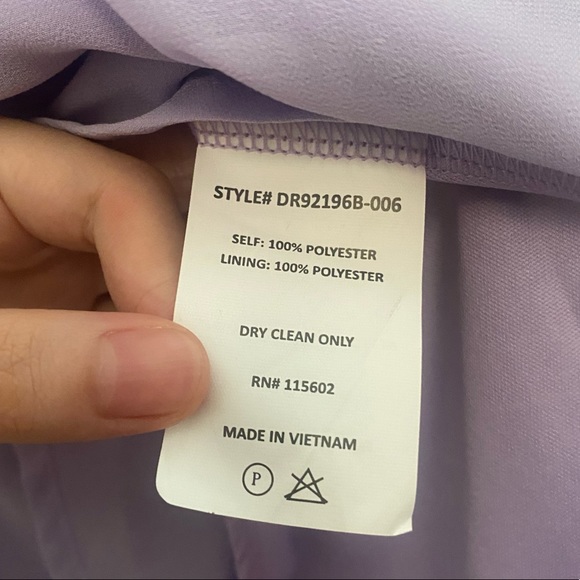 STYLE# DR92196B-006
SELF: 100% POLYESTER
LINING: 100% POLYESTER
DRY CLEAN ONLY
RN# 115602
MADE IN VIETNAM
P